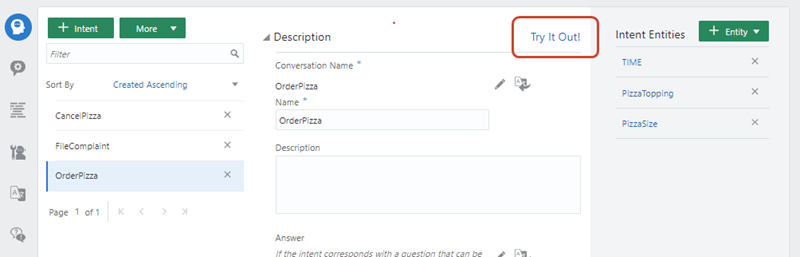 + Intent
More
Filter
Sort By Created Ascending
CancelPizza
FileComplaint
OrderPizza
Page 1 of 1
Description
Try It Out!
Conversation Name *
OrderPizza
Name *
OrderPizza
Description
Answer
If the intent corresponds with a question that can be
Intent Entities
+ Entity
TIME
PizzaTopping
PizzaSize